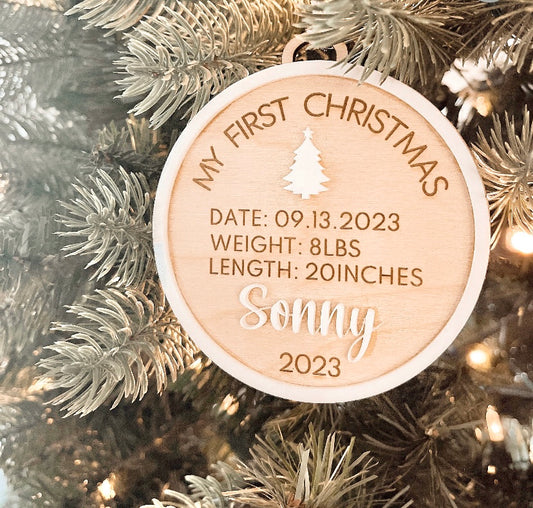 MY FIRST CHRISTMAS
DATE: 09.13.2023
WEIGHT: 8LBS
LENGTH: 20INCHES
Sonny
2023